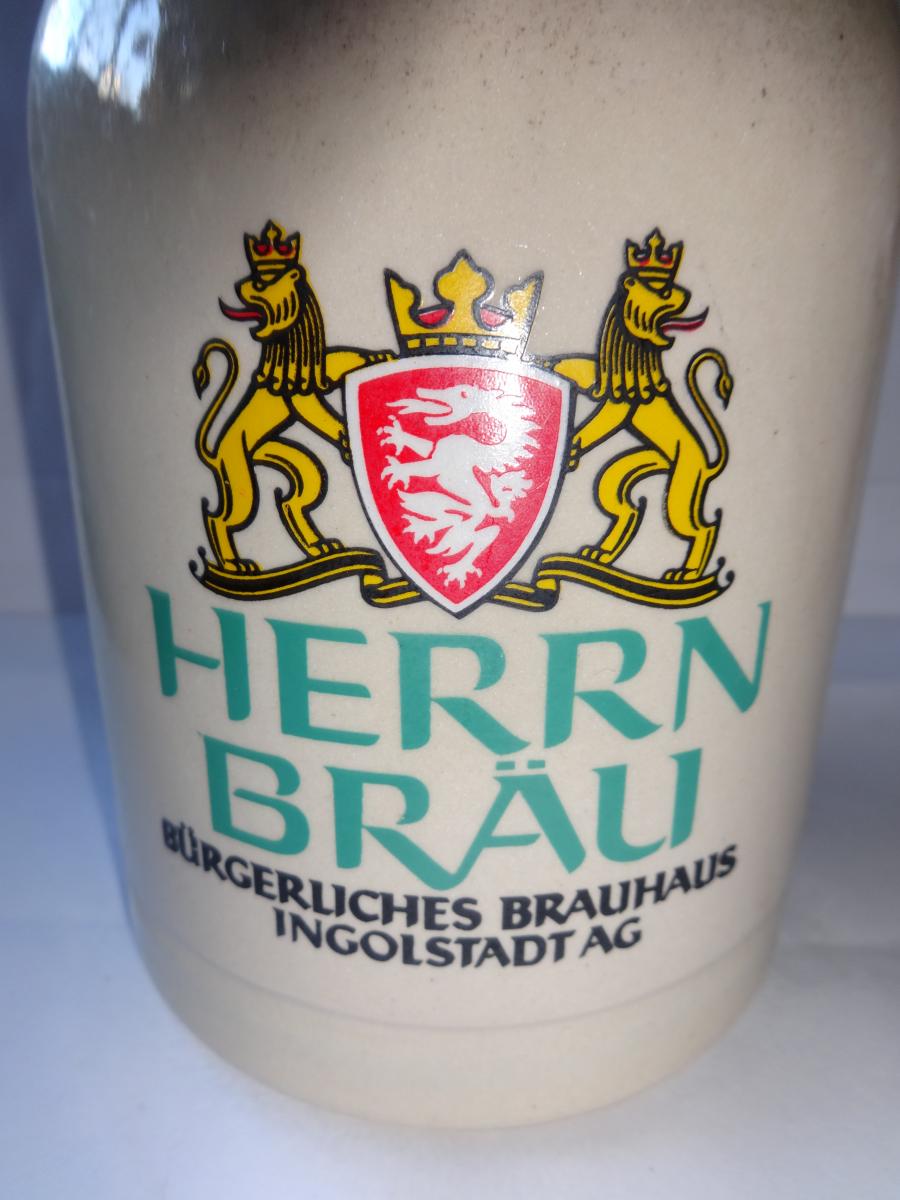 HERRN
BRÄU
BÜRGERLICHES BRAUHAUS
INGOLSTADT AG